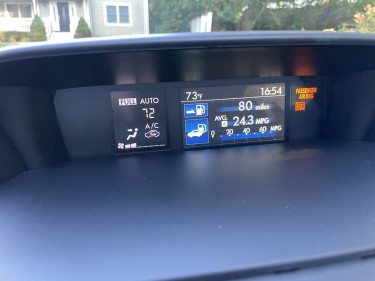 FULL AUTO
72
A/C
73°F 16:54
80 miles
AVG
A 24.3 MPG
20 40 60 MPG
PASSENGER
AIR BAG
OFF